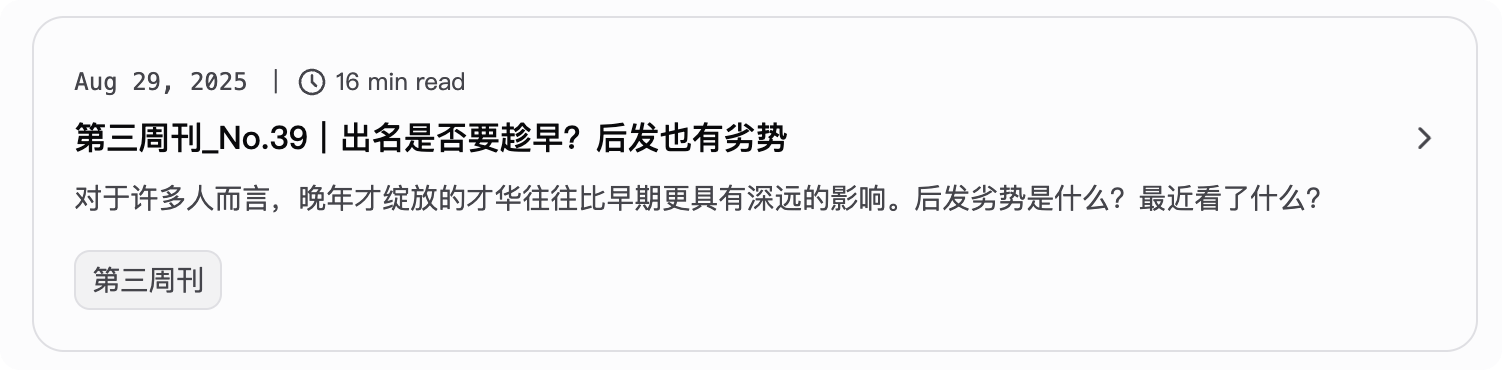 Aug 29, 2025 | 16 min read
第三周刊_No.39｜出名是否要趁早？后发也有劣势
对于许多人而言，晚年才绽放的才华往往比早期更具有深远的影响。后发劣势是什么？最近看了什么？
第三周刊